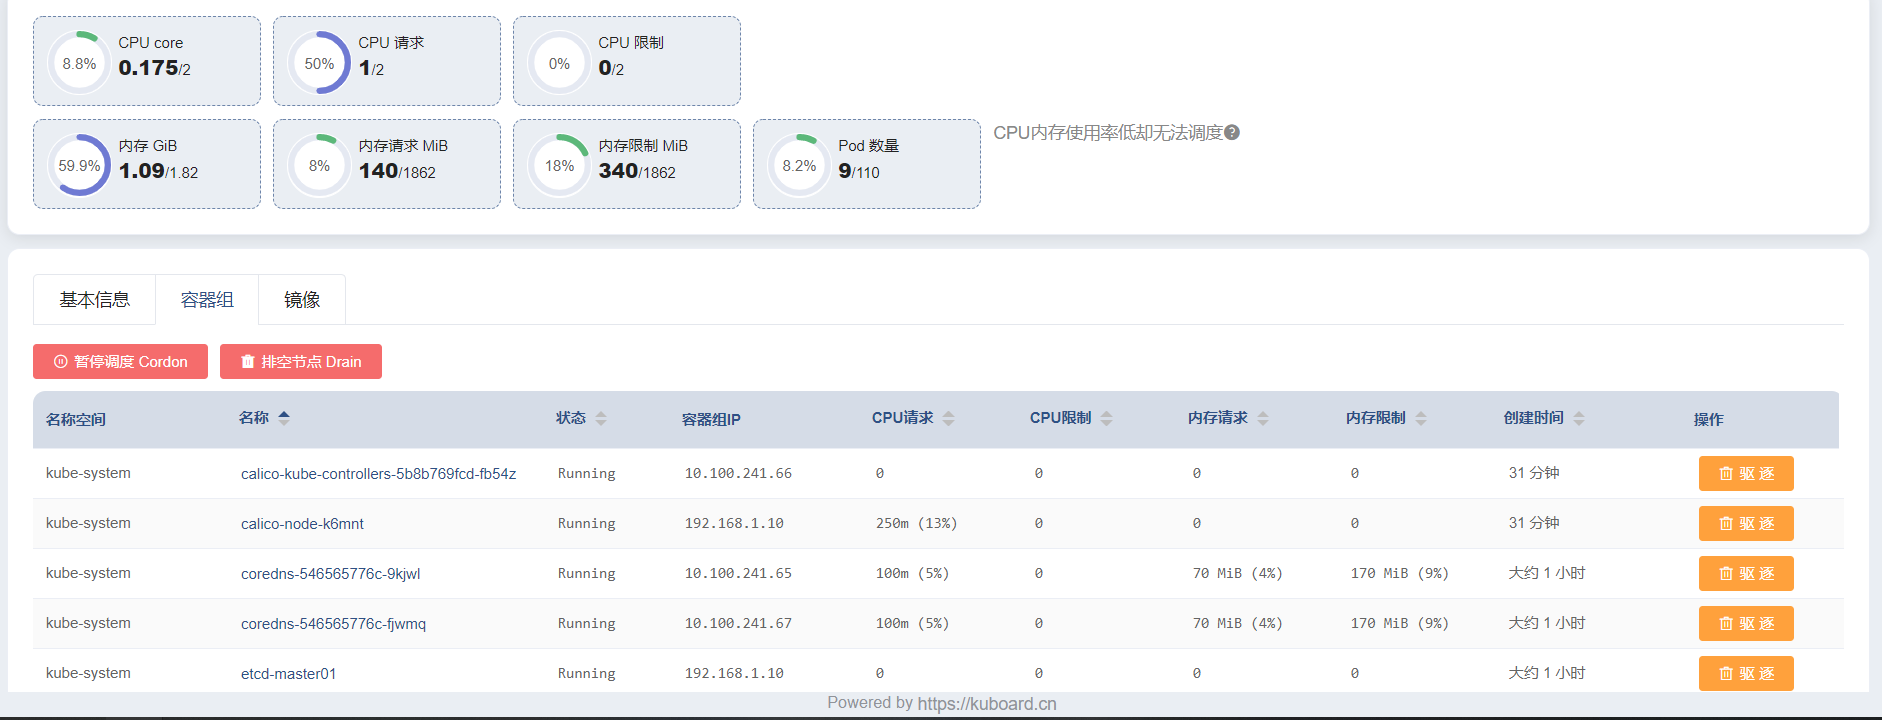 8.8%
CPU core
0.175/2
50%
CPU 请求
1/2
0%
CPU 限制
0/2
59.9%
内存 GiB
1.09/1.82
8%
内存请求 MiB
140/1862
18%
内存限制 MiB
340/1862
8.2%
Pod 数量
9/110
CPU内存使用率低却无法调度?
基本信息 容器组 镜像
暂停调度 Cordon 排空节点 Drain
名称空间 名称 状态 容器组IP CPU请求 CPU限制 内存请求 内存限制 创建时间 操作
kube-system calico-kube-controllers-5b8b769fcd-fb54z Running 10.100.241.66 0 0 0 0 31 分钟 驱 逐
kube-system calico-node-k6mnt Running 192.168.1.10 250m (13%) 0 0 0 31 分钟 驱 逐
kube-system coredns-546565776c-9kjwl Running 10.100.241.65 100m (5%) 0 70 MiB (4%) 170 MiB (9%) 大约 1 小时 驱 逐
kube-system coredns-546565776c-fjwmq Running 10.100.241.67 100m (5%) 0 70 MiB (4%) 170 MiB (9%) 大约 1 小时 驱 逐
kube-system etcd-master01 Running 192.168.1.10 0 0 0 0 大约 1 小时 驱 逐
Powered by https://kuboard.cn